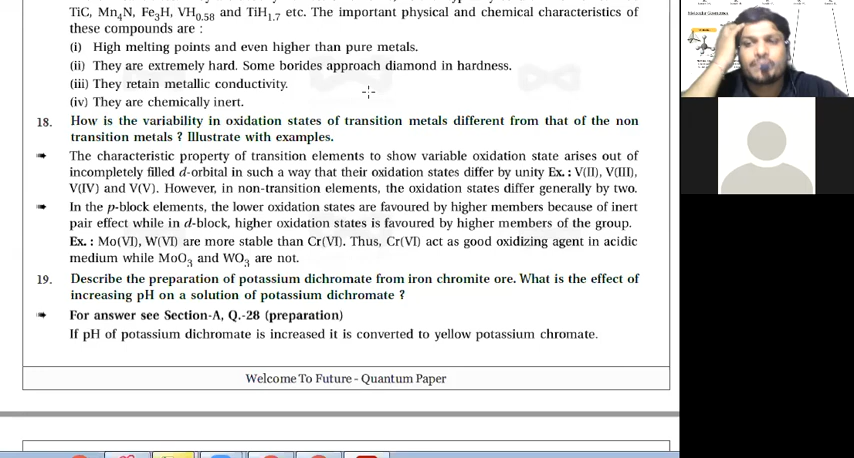 TiC, Mn4N, Fe3H, VH0.58 and TiH1.7 etc. The important physical and chemical characteristics of
these compounds are :
(i) High melting points and even higher than pure metals.
(ii) They are extremely hard. Some borides approach diamond in hardness.
(iii) They retain metallic conductivity.
(iv) They are chemically inert.
18. How is the variability in oxidation states of transition metals different from that of the non
transition metals ? Illustrate with examples.
➠ The characteristic property of transition elements to show variable oxidation state arises out of
incompletely filled d-orbital in such a way that their oxidation states differ by unity Ex. : V(II), V(III),
V(IV) and V(V). However, in non-transition elements, the oxidation states differ generally by two.
➠ In the p-block elements, the lower oxidation states are favoured by higher members because of inert
pair effect while in d-block, higher oxidation states is favoured by higher members of the group.
Ex. : Mo(VI), W(VI) are more stable than Cr(VI). Thus, Cr(VI) act as good oxidizing agent in acidic
medium while MoO3 and WO3 are not.
19. Describe the preparation of potassium dichromate from iron chromite ore. What is the effect of
increasing pH on a solution of potassium dichromate ?
➠ For answer see Section-A, Q.-28 (preparation)
If pH of potassium dichromate is increased it is converted to yellow potassium chromate.
Welcome To Future - Quantum Paper